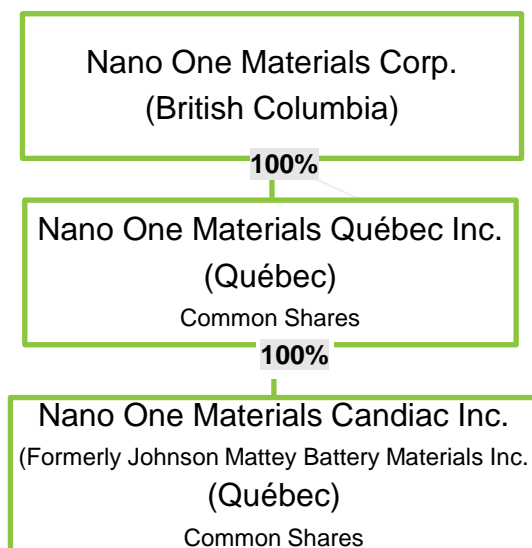 Nano One Materials Corp.
(British Columbia)
100%
Nano One Materials Québec Inc.
(Québec)
Common Shares
100%
Nano One Materials Candiac Inc.
(Formerly Johnson Mattey Battery Materials Inc.
(Québec)
Common Shares